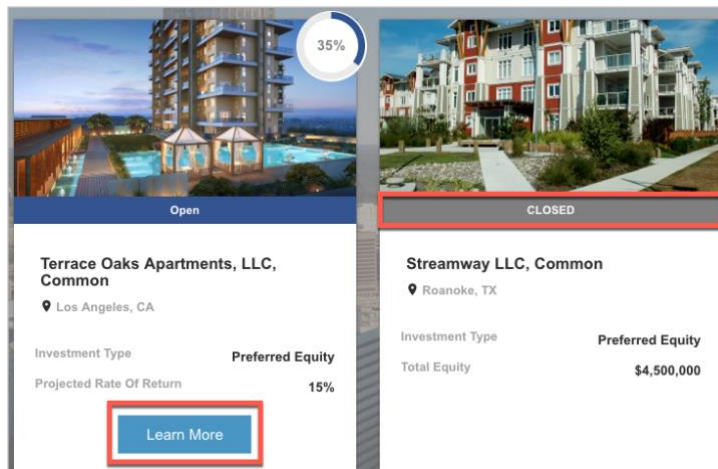 35%
Open
Terrace Oaks Apartments, LLC,
Common
Los Angeles, CA
Investment Type Preferred Equity
Projected Rate Of Return 15%
Learn More
CLOSED
Streamway LLC, Common
Roanoke, TX
Investment Type Preferred Equity
Total Equity $4,500,000